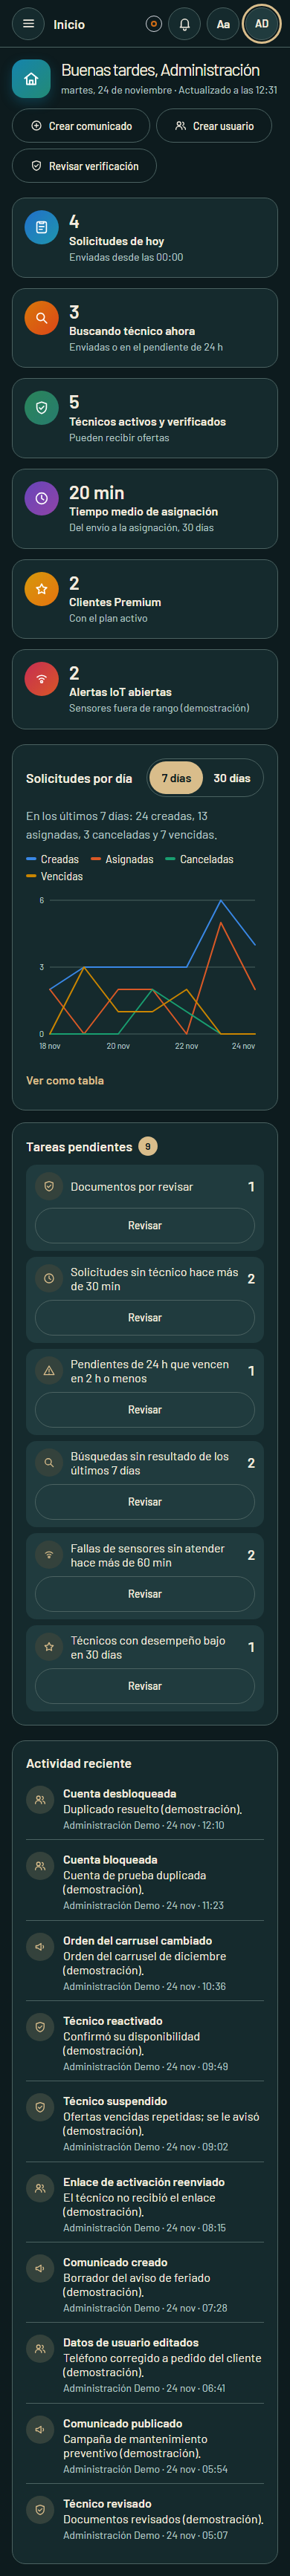 Inicio
Aa
AD
Buenas tardes, Administración
martes, 24 de noviembre · Actualizado a las 12:31
Crear comunicado
Crear usuario
Revisar verificación
4
Solicitudes de hoy
Enviadas desde las 00:00
3
Buscando técnico ahora
Enviadas o en el pendiente de 24 h
5
Técnicos activos y verificados
Pueden recibir ofertas
20 min
Tiempo medio de asignación
Del envío a la asignación, 30 días
2
Clientes Premium
Con el plan activo
2
Alertas IoT abiertas
Sensores fuera de rango (demostración)
Solicitudes por día
7 días
30 días
En los últimos 7 días: 24 creadas, 13
asignadas, 3 canceladas y 7 vencidas.
Creadas
Asignadas
Canceladas
Vencidas
6
3
0
18 nov
20 nov
22 nov
24 nov
Ver como tabla
Tareas pendientes
9
Documentos por revisar
1
Revisar
Solicitudes sin técnico hace más
de 30 min
2
Revisar
Pendientes de 24 h que vencen
en 2 h o menos
1
Revisar
Búsquedas sin resultado de los
últimos 7 días
2
Revisar
Fallas de sensores sin atender
hace más de 60 min
2
Revisar
Técnicos con desempeño bajo
en 30 días
1
Revisar
Actividad reciente
Cuenta desbloqueada
Duplicado resuelto (demostración).
Administración Demo · 24 nov · 12:10
Cuenta bloqueada
Cuenta de prueba duplicada
(demostración).
Administración Demo · 24 nov · 11:23
Orden del carrusel cambiado
Orden del carrusel de diciembre
(demostración).
Administración Demo · 24 nov · 10:36
Técnico reactivado
Confirmó su disponibilidad
(demostración).
Administración Demo · 24 nov · 09:49
Técnico suspendido
Ofertas vencidas repetidas; se le avisó
(demostración).
Administración Demo · 24 nov · 09:02
Enlace de activación reenviado
El técnico no recibió el enlace
(demostración).
Administración Demo · 24 nov · 08:15
Comunicado creado
Borrador del aviso de feriado
(demostración).
Administración Demo · 24 nov · 07:28
Datos de usuario editados
Teléfono corregido a pedido del cliente
(demostración).
Administración Demo · 24 nov · 06:41
Comunicado publicado
Campaña de mantenimiento
preventivo (demostración).
Administración Demo · 24 nov · 05:54
Técnico revisado
Documentos revisados (demostración).
Administración Demo · 24 nov · 05:07